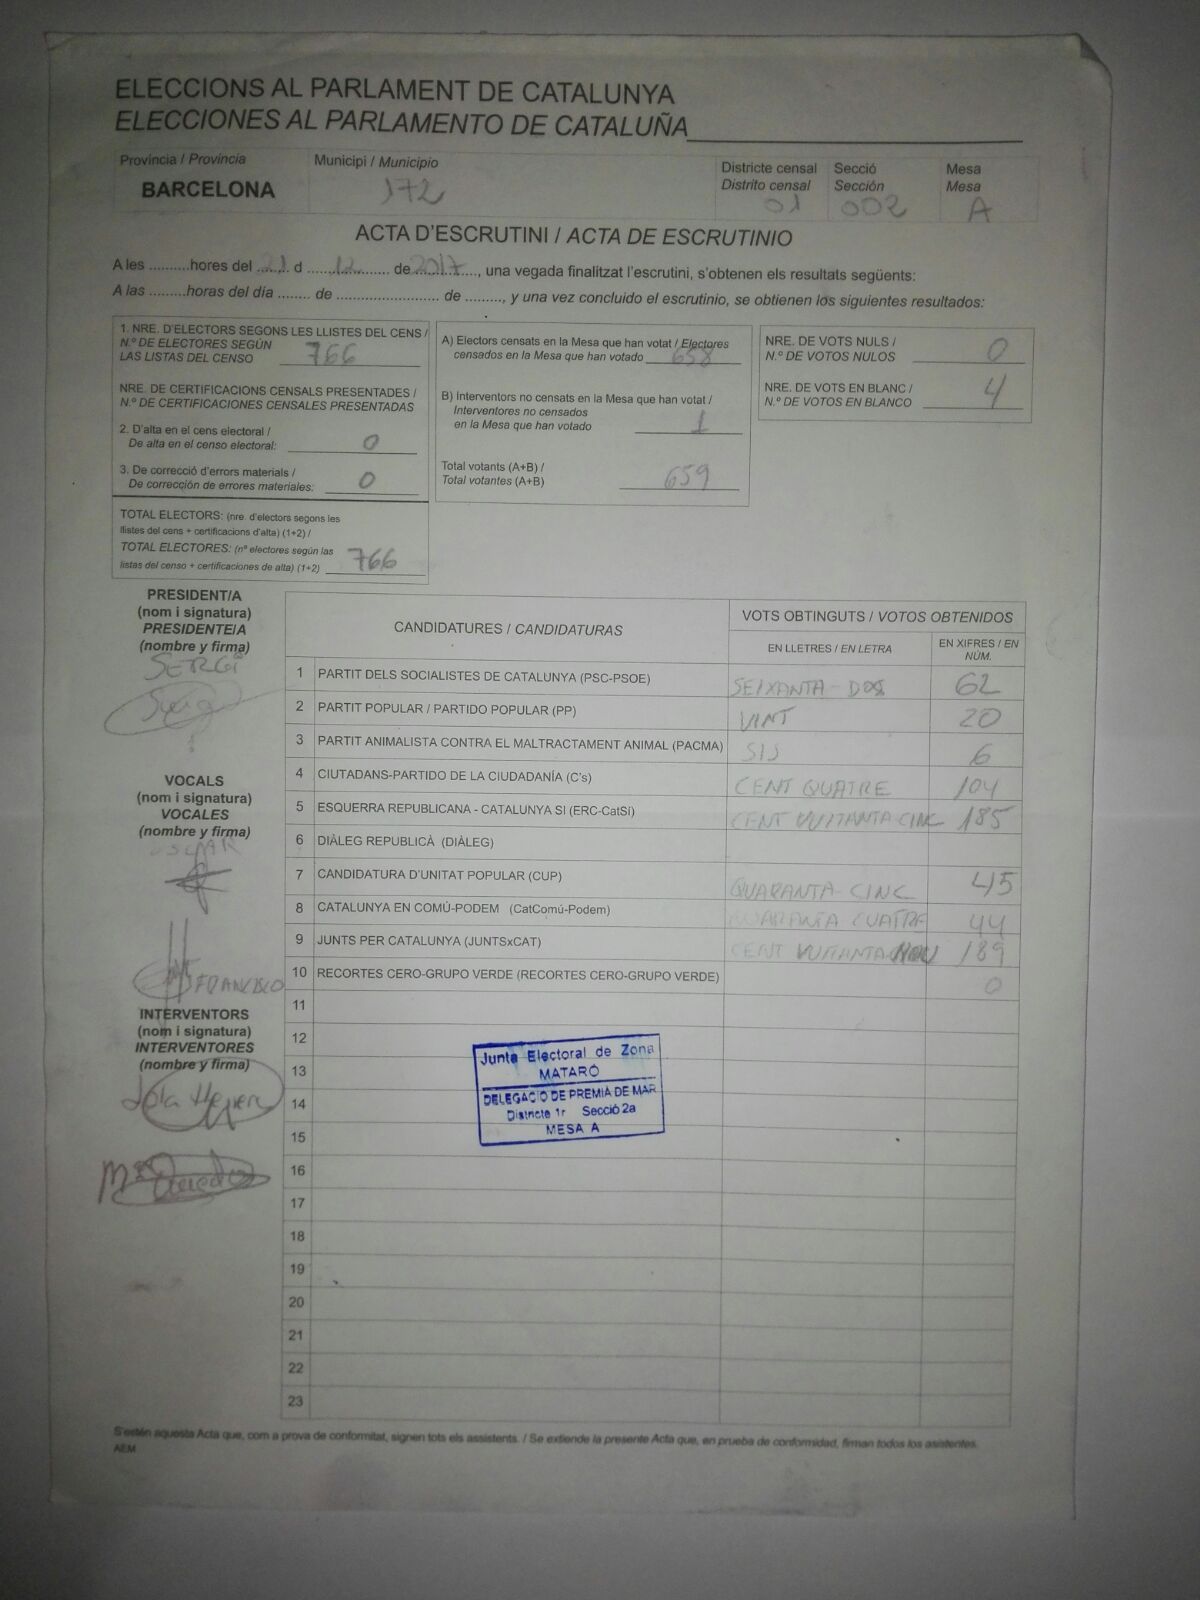 ELECCIONS AL PARLAMENT DE CATALUNYA
ELECCIONES AL PARLAMENTO DE CATALUÑA
Província / Provincia
Municipi / Municipio
Districte censal
Distrito censal
Secció
Sección
Mesa
Mesa
BARCELONA 172 01 002 A
ACTA D'ESCRUTINI / ACTA DE ESCRUTINIO
A les .........hores del 21 d 12 de 2017, una vegada finalitzat l'escrutini, s'obtenen els resultats següents:
A las .........horas del día ........ de .......................... de ........., y una vez concluido el escrutinio, se obtienen los siguientes resultados:
1. NRE. D'ELECTORS SEGONS LES LLISTES DEL CENS /
N.º DE ELECTORES SEGÚN
LAS LISTAS DEL CENSO 766
NRE. DE CERTIFICACIONS CENSALS PRESENTADES /
N.º DE CERTIFICACIONES CENSALES PRESENTADAS
2. D'alta en el cens electoral /
De alta en el censo electoral: 0
3. De correcció d'errors materials /
De corrección de errores materiales: 0
TOTAL ELECTORS: (nre. d'electors segons les
llistes del cens + certificacions d'alta) (1+2) /
TOTAL ELECTORES: (nº electores según las
listas del censo + certificaciones de alta) (1+2) 766
A) Electors censats en la Mesa que han votat / Electores
censados en la Mesa que han votado 658
B) Interventors no censats en la Mesa que han votat /
Interventores no censados
en la Mesa que han votado 1
Total votants (A+B) /
Total votantes (A+B) 659
NRE. DE VOTS NULS /
N.º DE VOTOS NULOS 0
NRE. DE VOTS EN BLANC /
N.º DE VOTOS EN BLANCO 4
PRESIDENT/A
(nom i signatura)
PRESIDENTE/A
(nombre y firma)
SERGI
VOCALS
(nom i signatura)
VOCALES
(nombre y firma)
OSCAR
FRANCISCO
INTERVENTORS
(nom i signatura)
INTERVENTORES
(nombre y firma)
CANDIDATURES / CANDIDATURAS
VOTS OBTINGUTS / VOTOS OBTENIDOS
EN LLETRES / EN LETRA
EN XIFRES / EN
NÚM.
1 PARTIT DELS SOCIALISTES DE CATALUNYA (PSC-PSOE) SEIXANTA-DOS 62
2 PARTIT POPULAR / PARTIDO POPULAR (PP) VINT 20
3 PARTIT ANIMALISTA CONTRA EL MALTRACTAMENT ANIMAL (PACMA) SIS 6
4 CIUTADANS-PARTIDO DE LA CIUDADANÍA (C's) CENT QUATRE 104
5 ESQUERRA REPUBLICANA - CATALUNYA SI (ERC-CatSí) CENT VUITANTA-CINC 185
6 DIÀLEG REPUBLICÀ (DIÀLEG)
7 CANDIDATURA D'UNITAT POPULAR (CUP) QUARANTA-CINC 45
8 CATALUNYA EN COMÚ-PODEM (CatComú-Podem) QUARANTA CUATRE 44
9 JUNTS PER CATALUNYA (JUNTSxCAT) CENT VUITANTA-NOU 189
10 RECORTES CERO-GRUPO VERDE (RECORTES CERO-GRUPO VERDE) 0
11
12
13
14
15
16
17
18
19
20
21
22
23
Junta Electoral de Zona
MATARÓ
DELEGACIÓ DE PREMIÀ DE MAR
Districte 1r Secció 2a
MESA A
S'estén aquesta Acta que, com a prova de conformitat, signen tots els assistents. / Se extiende la presente Acta que, en prueba de conformidad, firman todos los asistentes.
AEM